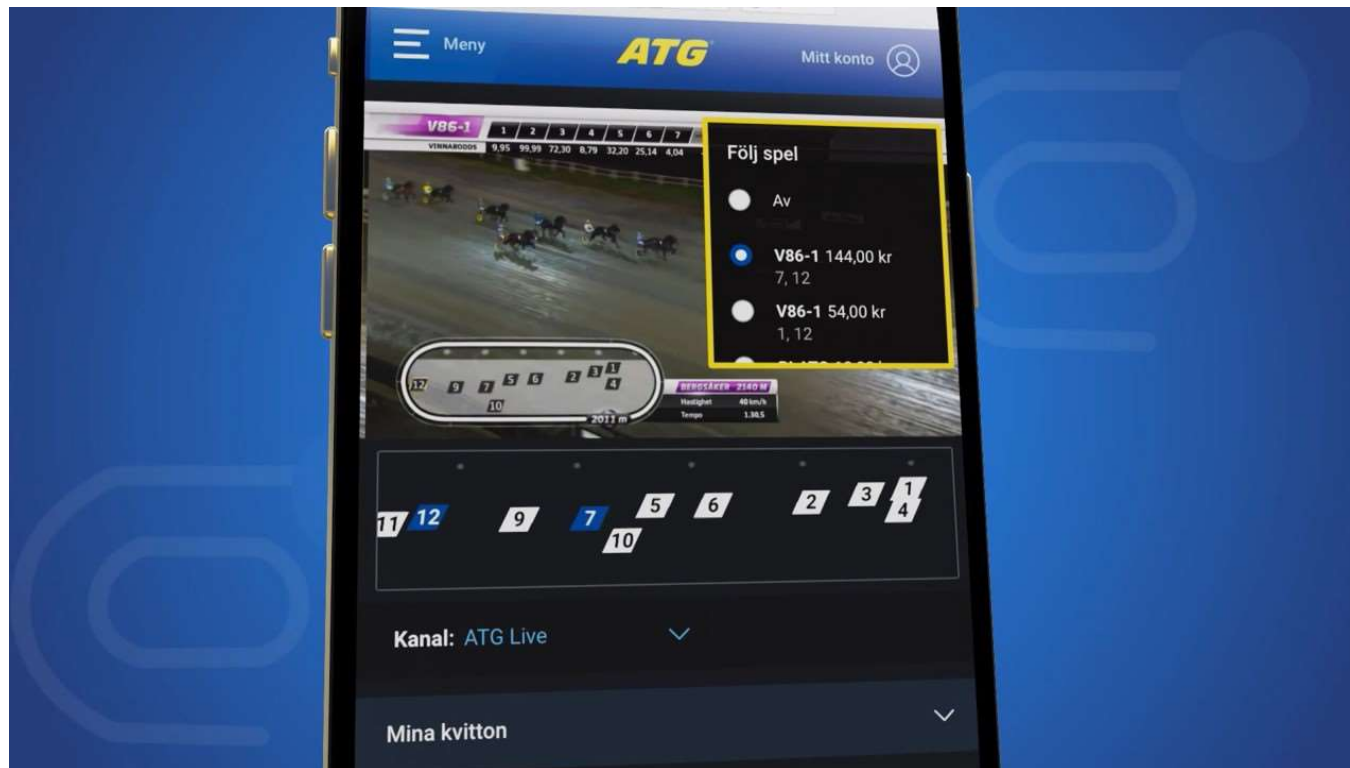 Meny
ATG
Mitt konto
V86-1 1 2 3 4 5 6 7
VINNARODDS 9,95 99,99 72,30 8,79 32,20 25,14 4,04
Följ spel
Av
V86-1 144,00 kr
7, 12
V86-1 54,00 kr
1, 12
12 9 7 5 6 2 3 1
4
10
2011 m
BERGSÅKER 2140 M
Hastighet 40 km/h
Tempo 1.30,5
11 12 9 7 5 6 2 3 1
4
10
Kanal: ATG Live
Mina kvitton